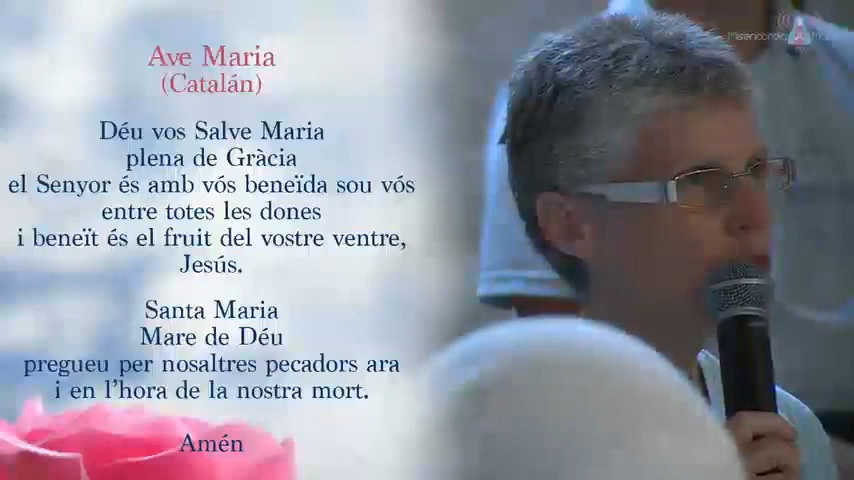 Ave Maria
(Catalán)
Déu vos Salve Maria
plena de Gràcia
el Senyor és amb vós beneïda sou vós
entre totes les dones
i beneït és el fruit del vostre ventre,
Jesús.
Santa Maria
Mare de Déu
pregueu per nosaltres pecadors ara
i en l’hora de la nostra mort.
Amén